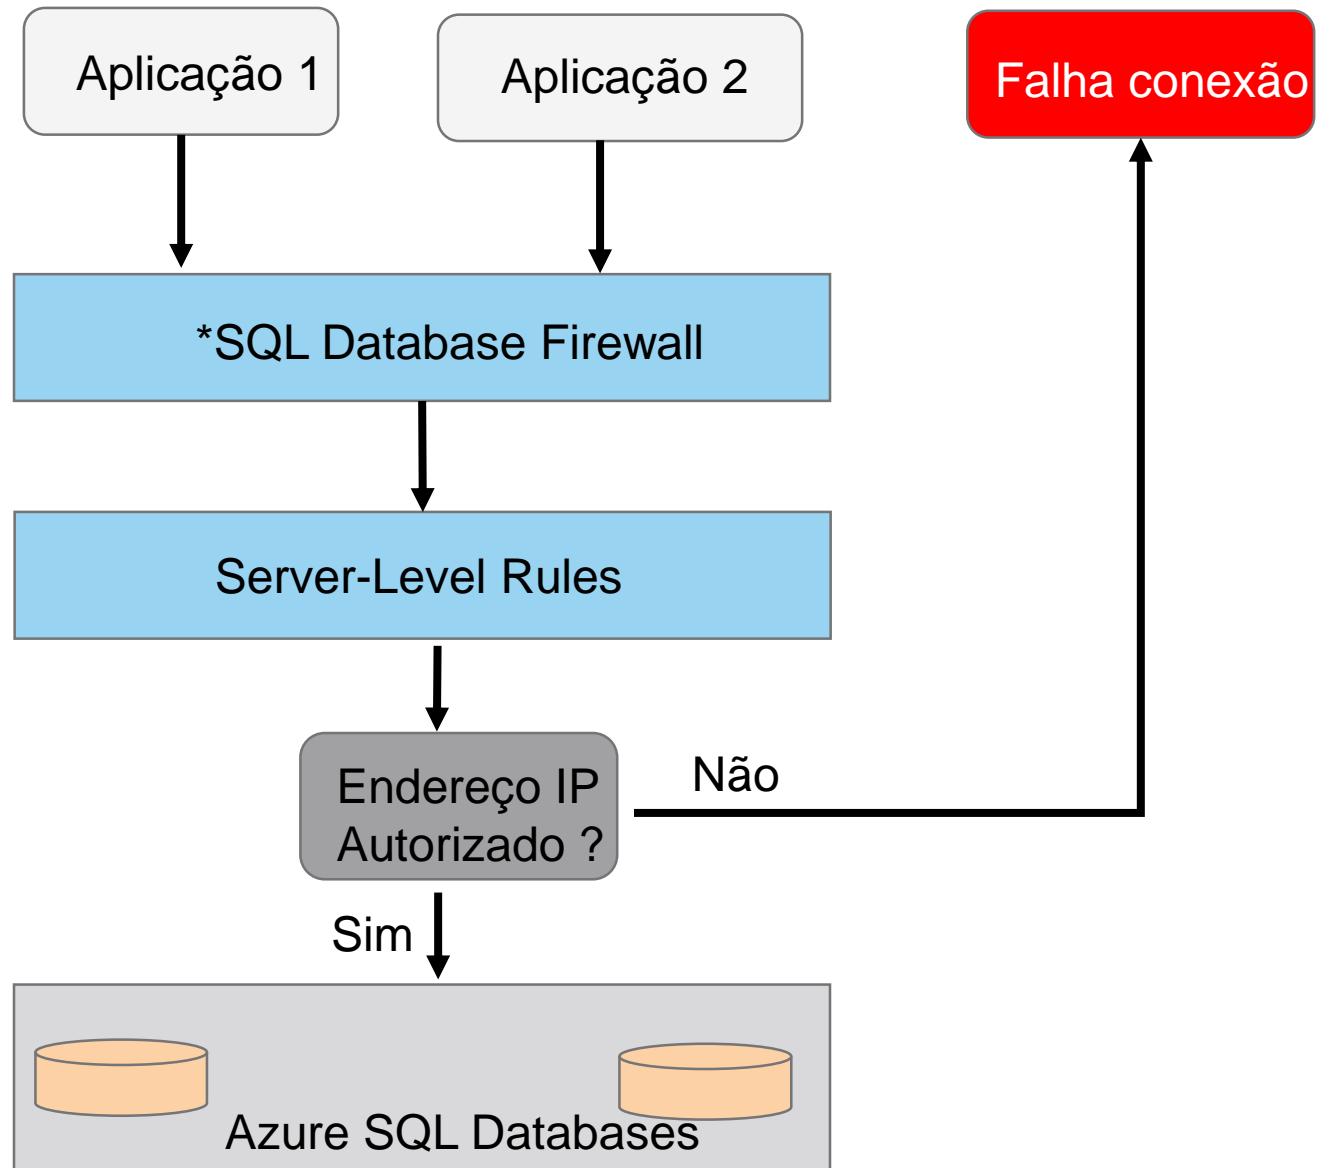 Aplicação 1
Aplicação 2
Falha conexão
*SQL Database Firewall
Server-Level Rules
Endereço IP
Autorizado ?
Não
Sim
Azure SQL Databases